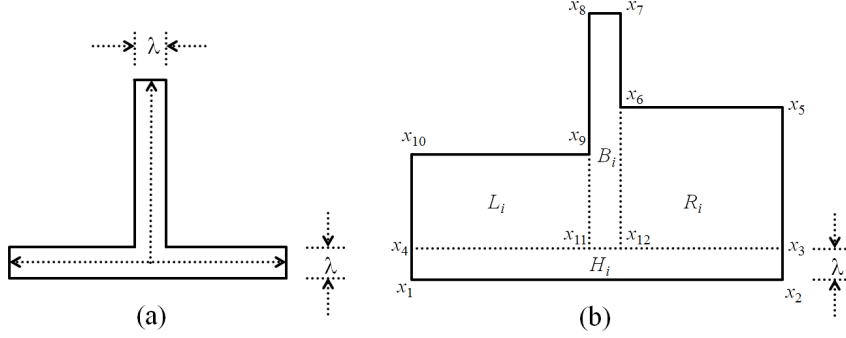 λ
λ
(a)
x8 x7
x6
x5
x10
x9
Bi
Li
Ri
x4
x11
x12
x3
Hi
λ
x1
x2
(b)